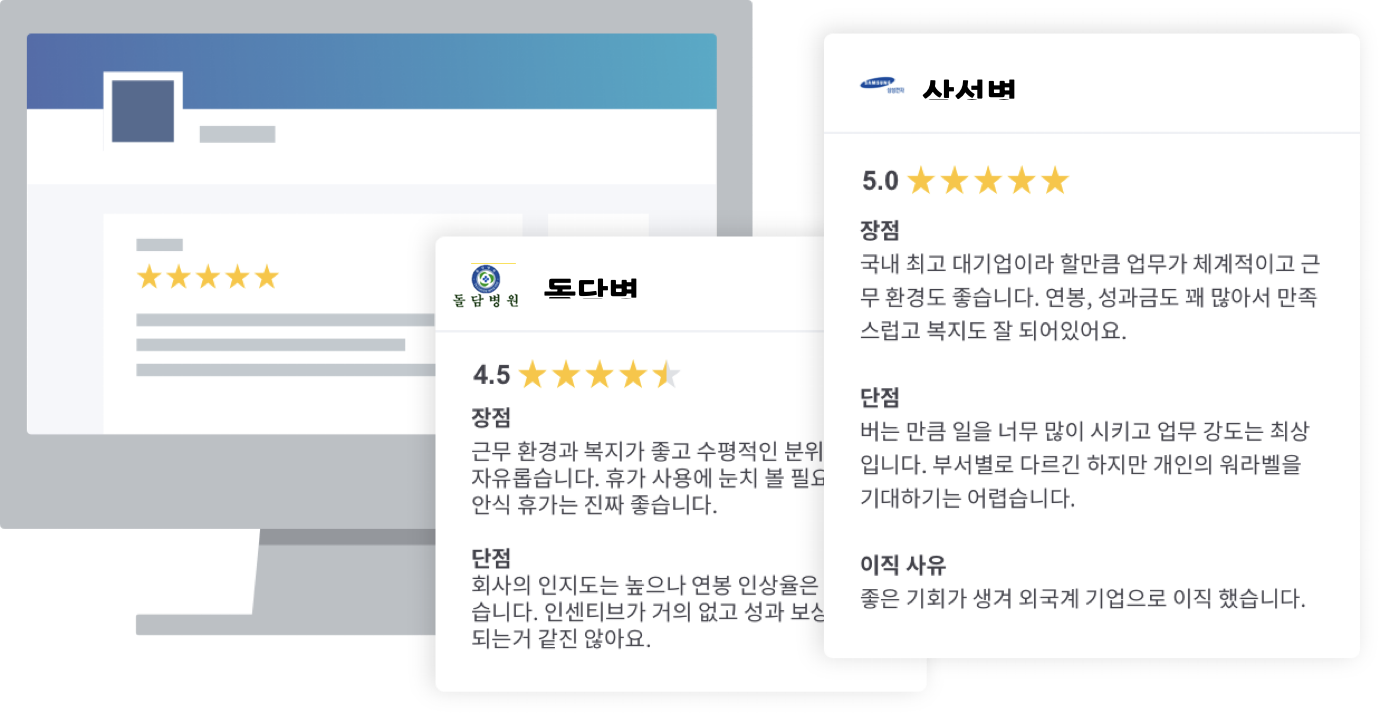 돌담병원
돋다벼
4.5
장점
근무 환경과 복지가 좋고 수평적인 분위
자유롭습니다. 휴가 사용에 눈치 볼 필요
안식 휴가는 진짜 좋습니다.
단점
회사의 인지도는 높으나 연봉 인상율은
습니다. 인센티브가 거의 없고 성과 보상
되는거 같진 않아요.
SAMSUNG
사서벼
5.0
장점
국내 최고 대기업이라 할만큼 업무가 체계적이고 근
무 환경도 좋습니다. 연봉, 성과금도 꽤 많아서 만족
스럽고 복지도 잘 되어있어요.
단점
버는 만큼 일을 너무 많이 시키고 업무 강도는 최상
입니다. 부서별로 다르긴 하지만 개인의 워라벨을
기대하기는 어렵습니다.
이직 사유
좋은 기회가 생겨 외국계 기업으로 이직 했습니다.